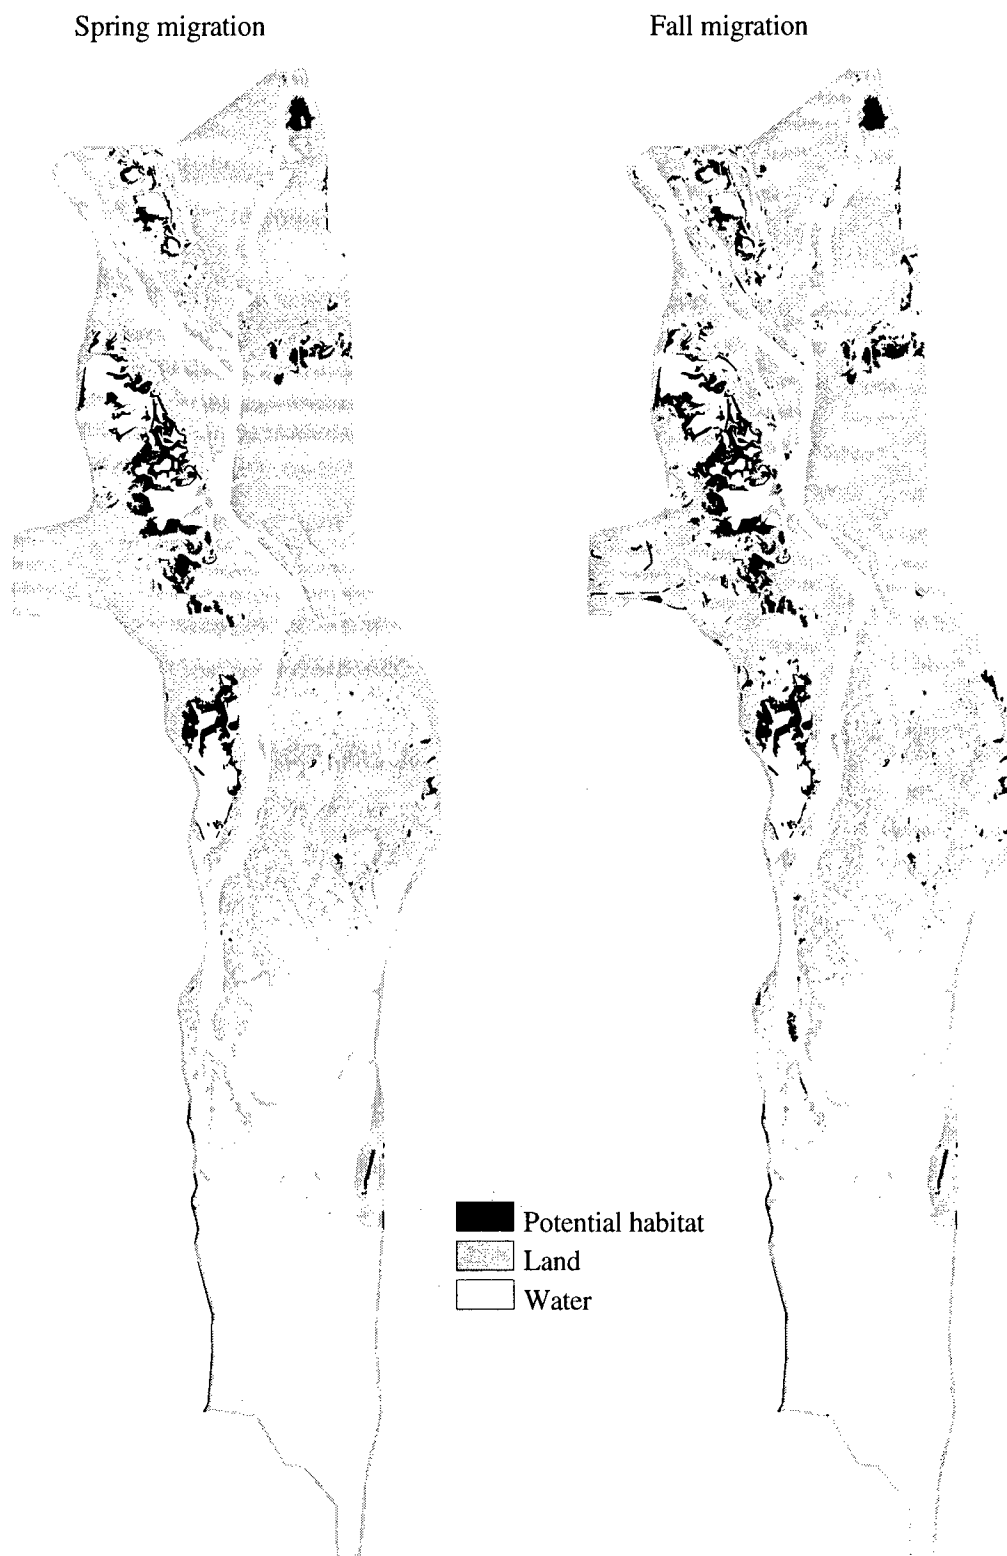 Spring migration
Fall migration
Potential habitat
Land
Water